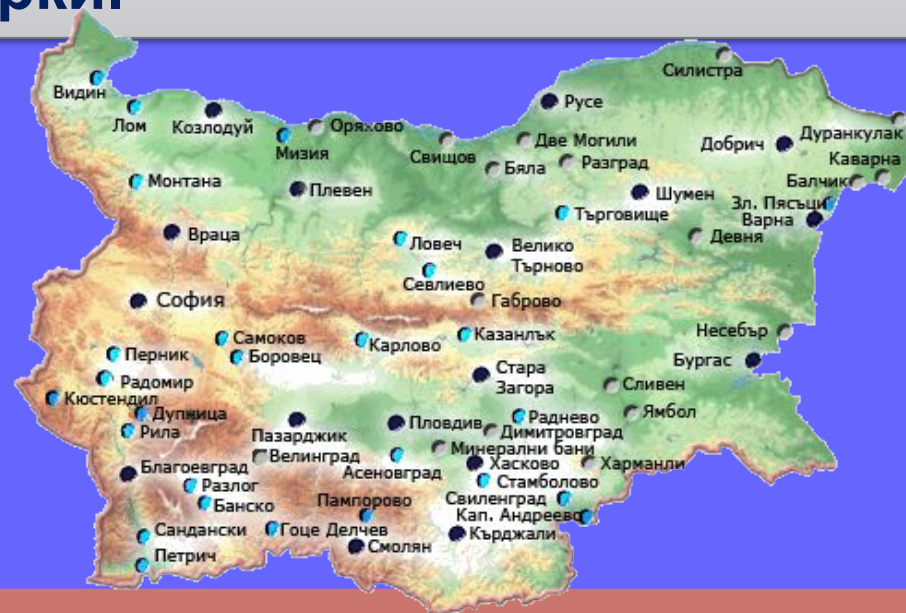 Видин
Лом
Козлодуй
Мизия
Оряхово
Свищов
Русе
Силистра
Две Могили
Бяла
Разград
Добрич
Дуранкулак
Каварна
Балчик
Зл. Пясъци
Варна
Монтана
Плевен
Шумен
Търговище
Девня
Враца
Ловеч
Велико
Търново
Севлиево
Габрово
София
Самоков
Боровец
Карлово
Казанлък
Несебър
Бургас
Перник
Радомир
Кюстендил
Дупница
Рила
Стара
Загора
Сливен
Ямбол
Пазарджик
Пловдив
Раднево
Димитровград
Минерални бани
Велинград
Асеновград
Хасково
Харманли
Благоевград
Разлог
Банско
Пампорово
Стамболово
Свиленград
Кап. Андреево
Сандански
Гоце Делчев
Смолян
Кърджали
Петрич